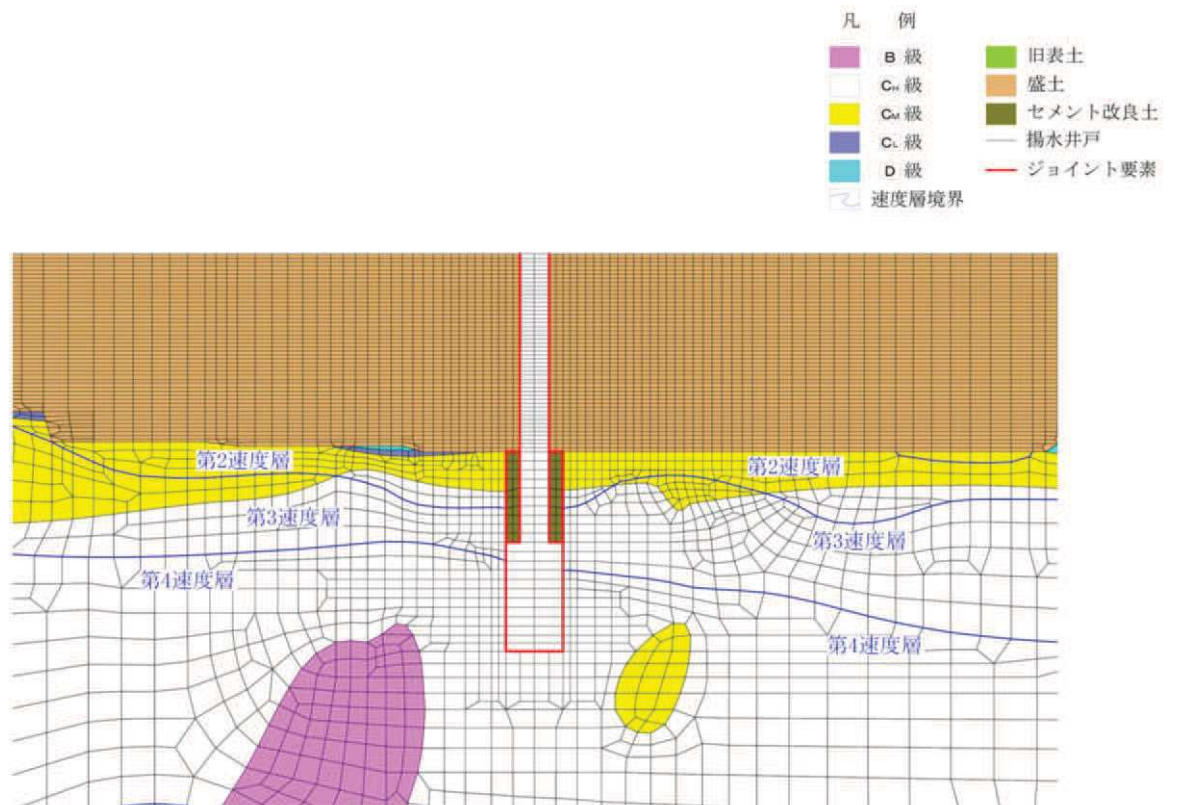 凡 例
B 級
CH 級
CM 級
CL 級
D 級
速度層境界
旧表土
盛土
セメント改良土
揚水井戸
ジョイント要素
第2速度層
第2速度層
第3速度層
第3速度層
第4速度層
第4速度層